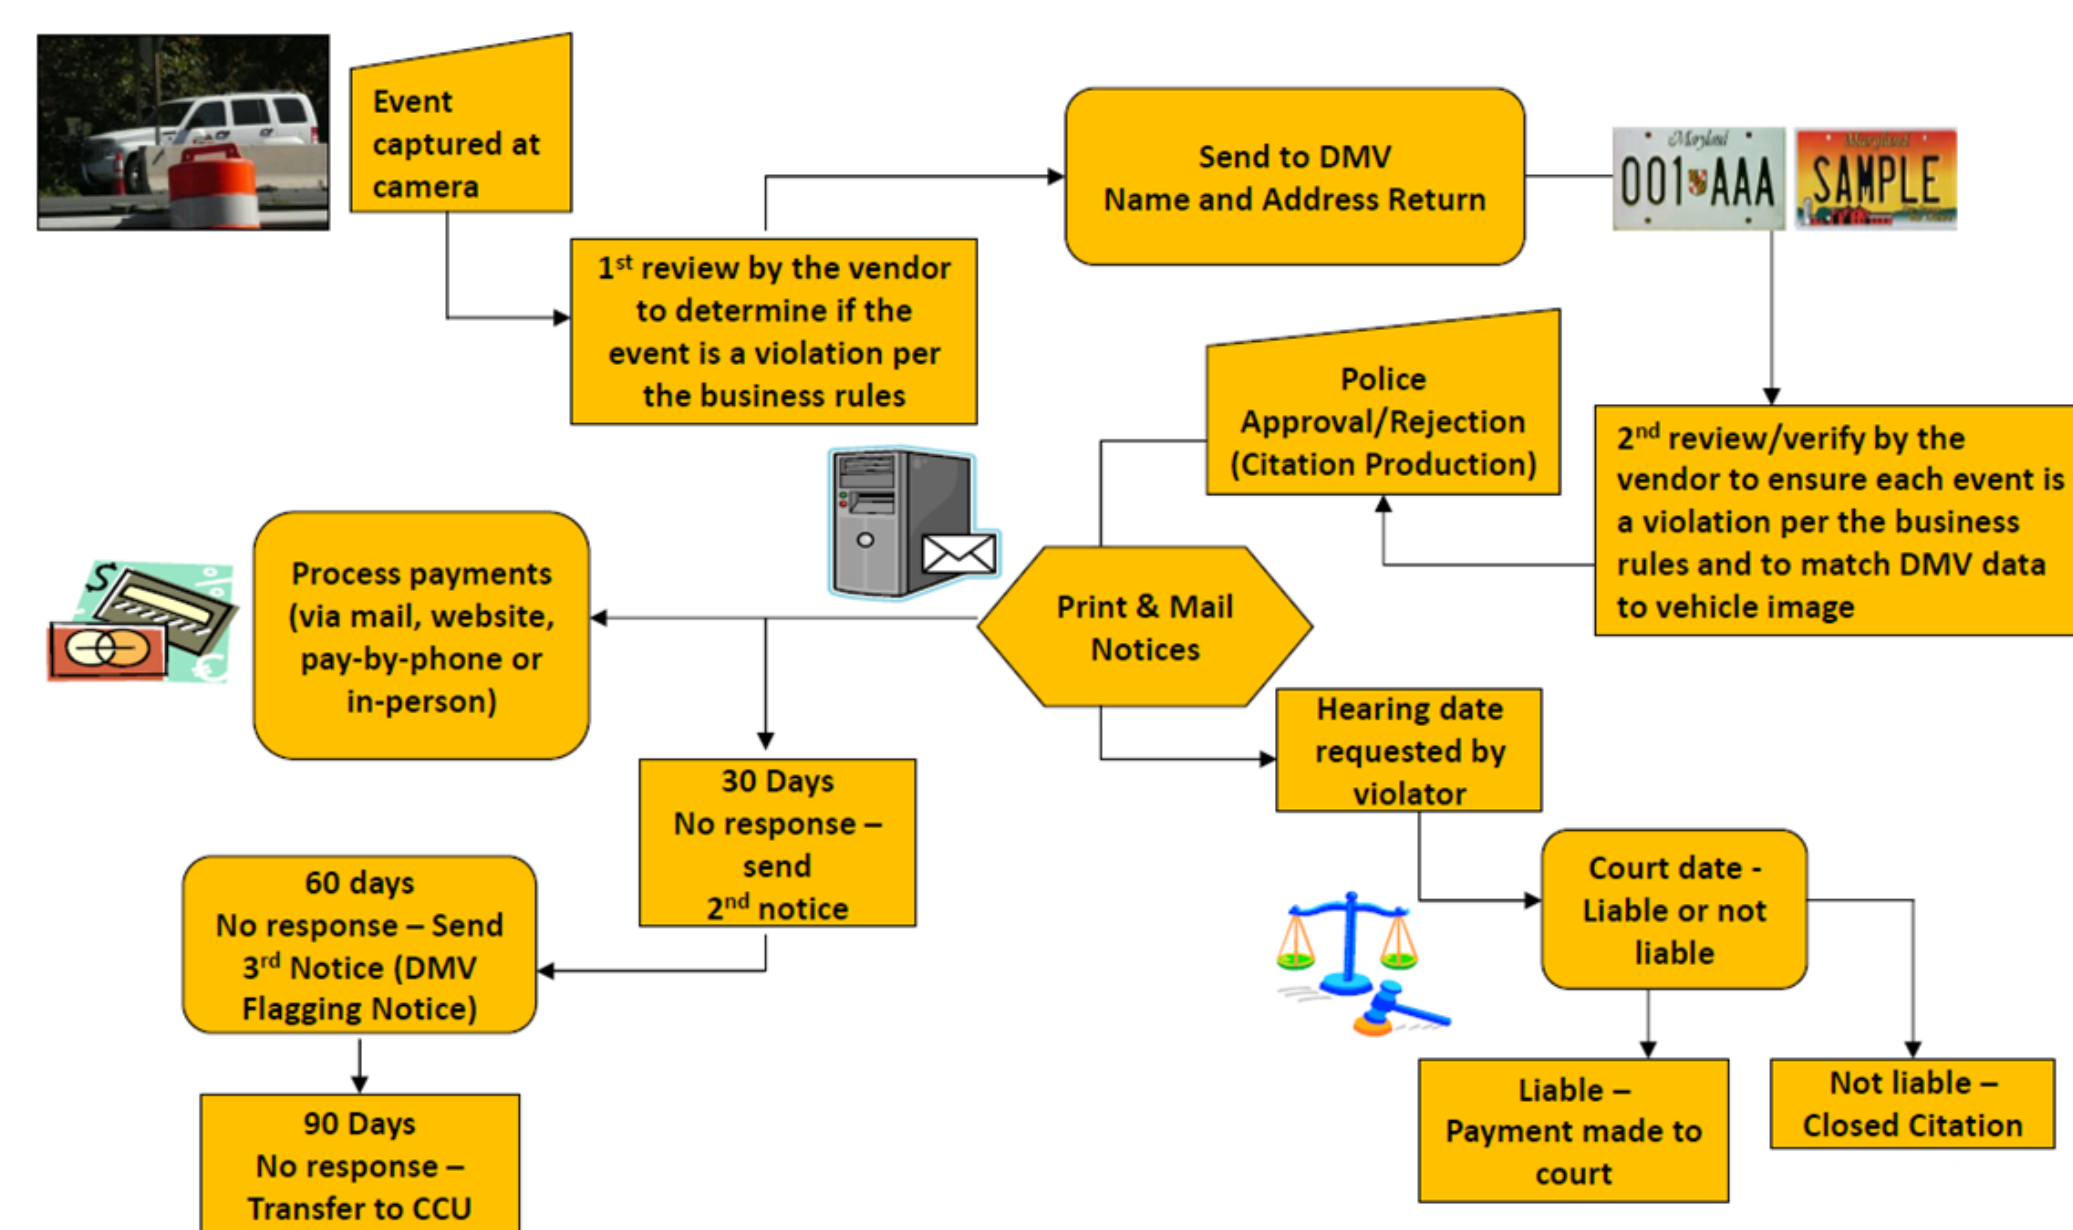 Event
captured at
camera
1st review by the vendor
to determine if the
event is a violation per
the business rules
Send to DMV
Name and Address Return
Maryland
001 AAA
Maryland
SAMPLE
2nd review/verify by the
vendor to ensure each event is
a violation per the business
rules and to match DMV data
to vehicle image
Police
Approval/Rejection
(Citation Production)
Print & Mail
Notices
Process payments
(via mail, website,
pay-by-phone or
in-person)
30 Days
No response –
send
2nd notice
60 days
No response – Send
3rd Notice (DMV
Flagging Notice)
90 Days
No response –
Transfer to CCU
Hearing date
requested by
violator
Court date -
Liable or not
liable
Liable –
Payment made to
court
Not liable –
Closed Citation